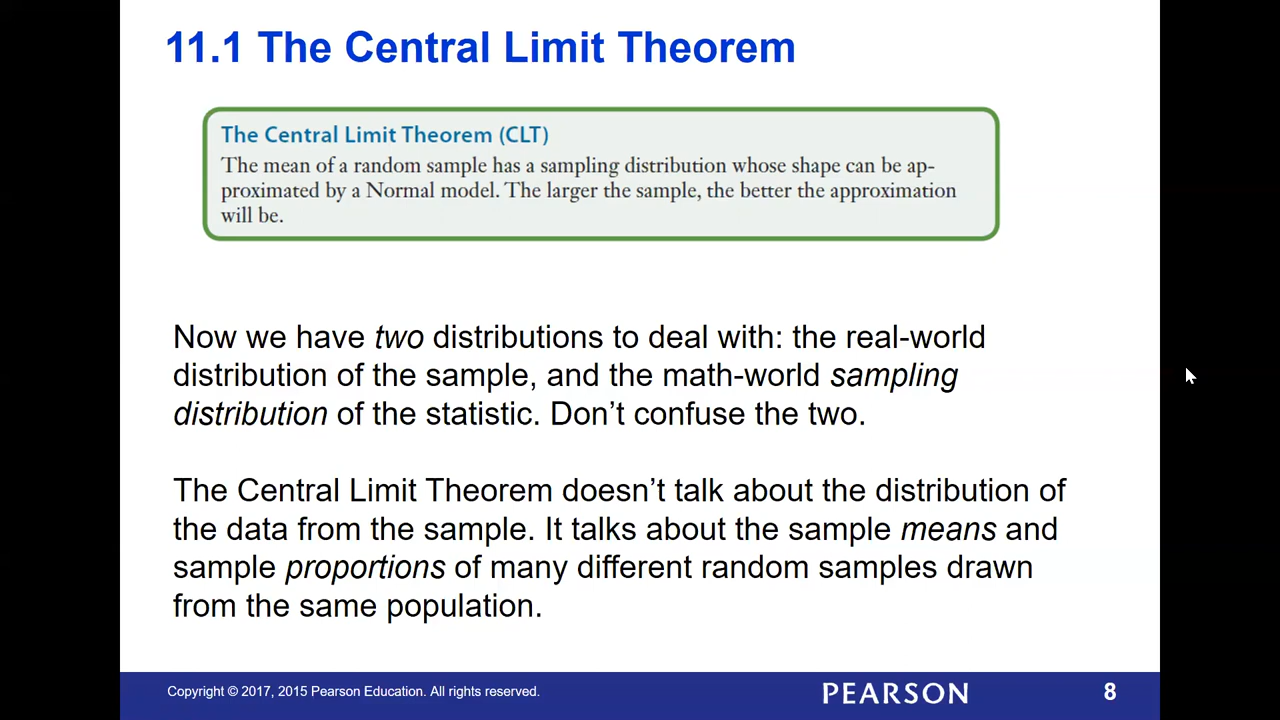 11.1 The Central Limit Theorem
The Central Limit Theorem (CLT)
The mean of a random sample has a sampling distribution whose shape can be ap-
proximated by a Normal model. The larger the sample, the better the approximation
will be.
Now we have two distributions to deal with: the real-world
distribution of the sample, and the math-world sampling
distribution of the statistic. Don’t confuse the two.
The Central Limit Theorem doesn’t talk about the distribution of
the data from the sample. It talks about the sample means and
sample proportions of many different random samples drawn
from the same population.
Copyright © 2017, 2015 Pearson Education. All rights reserved.
PEARSON
8